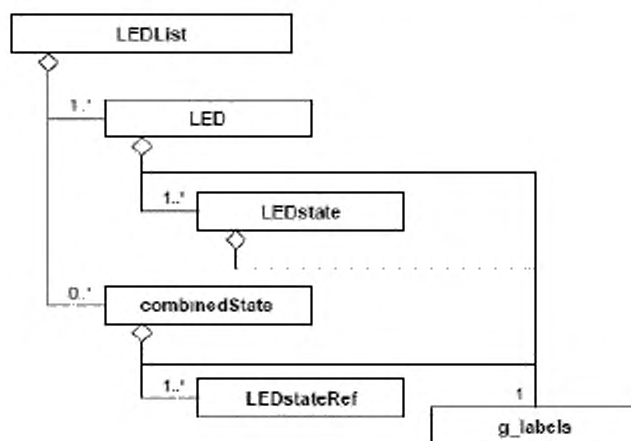 LEDList
1..*
LED
1..*
LEDstate
0..*
combinedState
1..*
LEDstateRef
1
g_labels